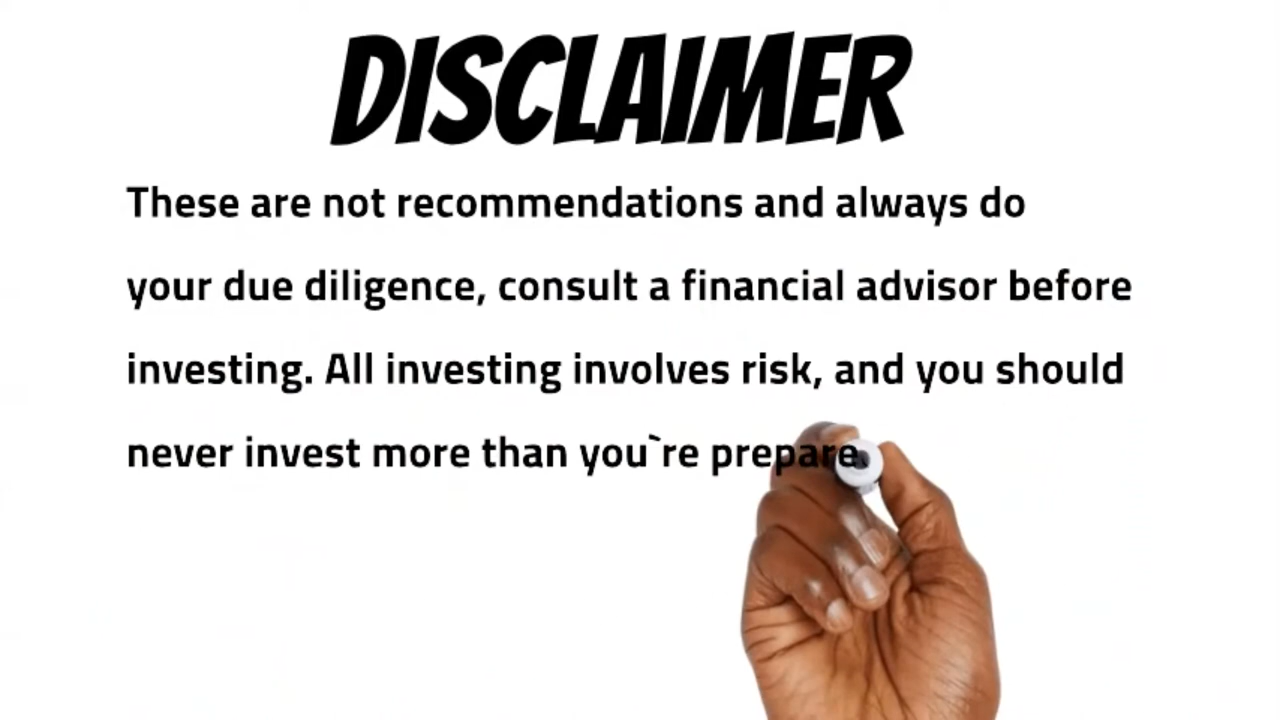 DISCLAIMER
These are not recommendations and always do
your due diligence, consult a financial advisor before
investing. All investing involves risk, and you should
never invest more than you`re prepare